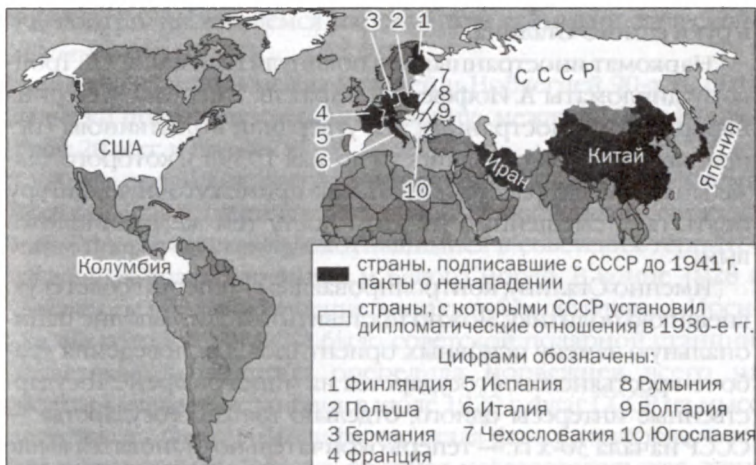 3 2 1
7
С С С Р
8
9
4
5
6
10
США
Колумбия
Иран
Китай
Япония
страны, подписавшие с СССР до 1941 г.
пакты о ненападении
страны, с которыми СССР установил
дипломатические отношения в 1930-е гг.
Цифрами обозначены:
1 Финляндия 5 Испания 8 Румыния
2 Польша 6 Италия 9 Болгария
3 Германия 7 Чехословакия 10 Югославия
4 Франция